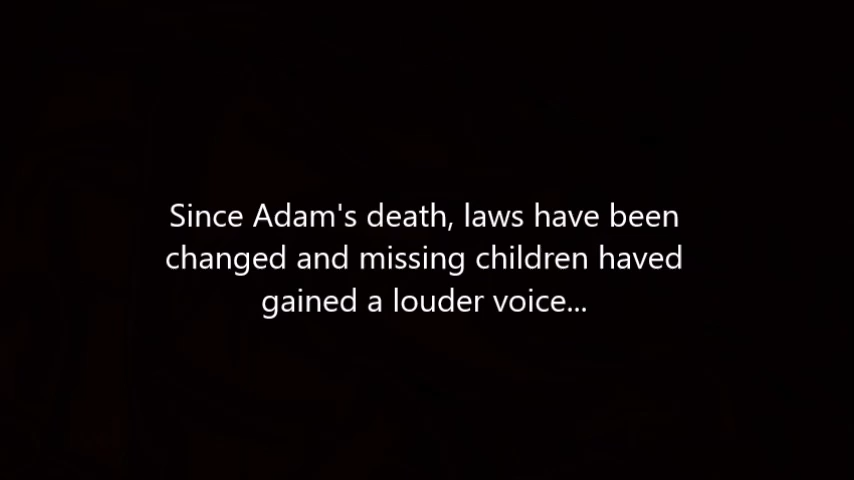 Since Adam's death, laws have been
changed and missing children haved
gained a louder voice...